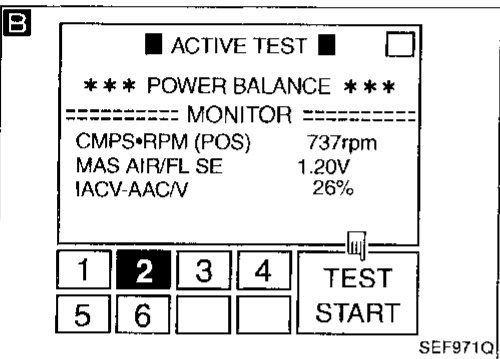 B
■ ACTIVE TEST ■
*** POWER BALANCE ***
========== MONITOR ==========
CMPS•RPM (POS) 737rpm
MAS AIR/FL SE 1.20V
IACV-AAC/V 26%
1 2 3 4
5 6
TEST
START
SEF971Q